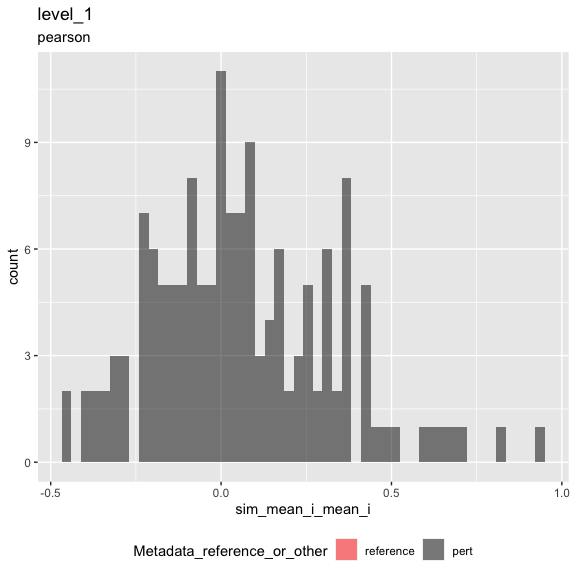 level_1
pearson
9
6
3
0
count
-0.5 0.0 0.5 1.0
sim_mean_i_mean_i
Metadata_reference_or_other reference pert